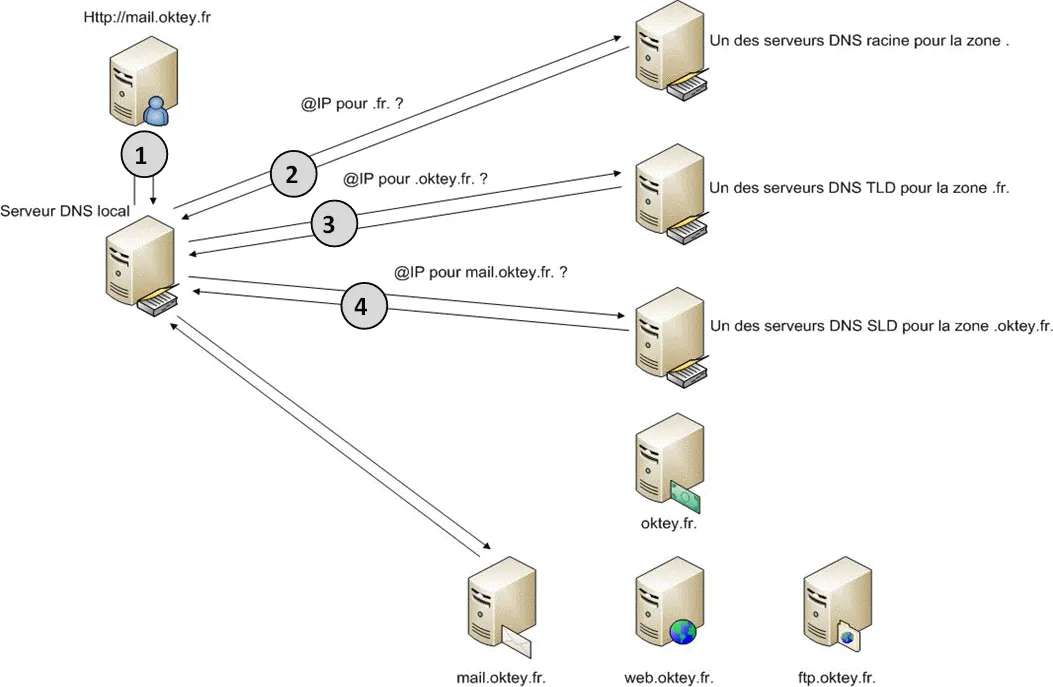 Http://mail.oktey.fr
Un des serveurs DNS racine pour la zone .
@IP pour .fr. ?
1
2
@IP pour .oktey.fr. ?
Un des serveurs DNS TLD pour la zone .fr.
Serveur DNS local
3
@IP pour mail.oktey.fr. ?
4
Un des serveurs DNS SLD pour la zone .oktey.fr.
oktey.fr.
mail.oktey.fr.
web.oktey.fr.
ftp.oktey.fr.